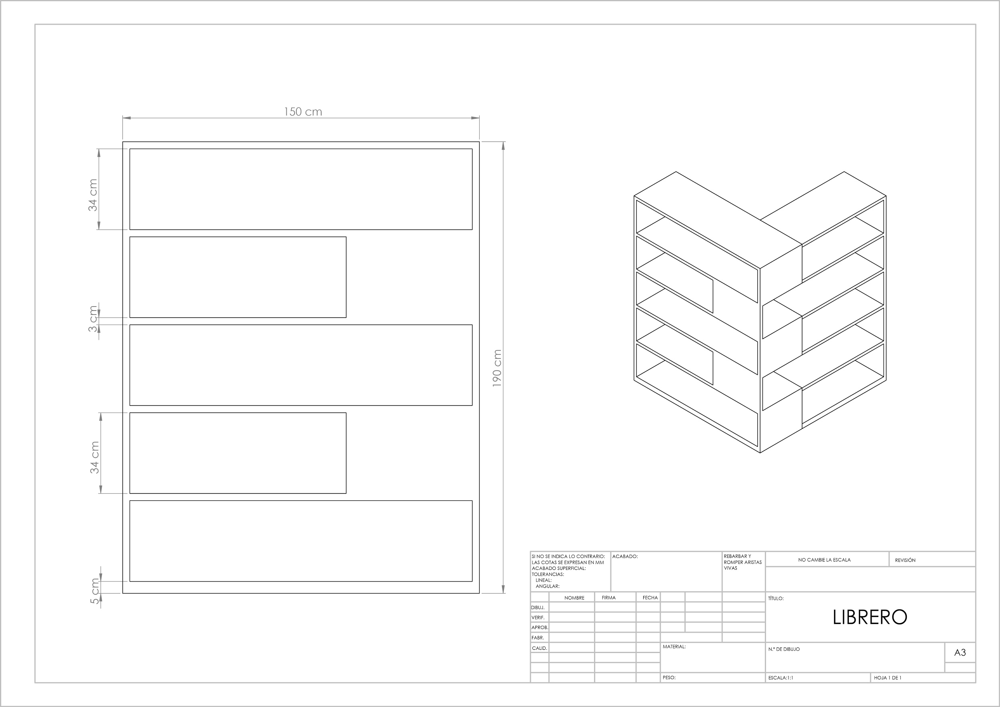 150 cm
34 cm
3 cm
190 cm
34 cm
5 cm
SI NO SE INDICA LO CONTRARIO:
LAS COTAS SE EXPRESAN EN MM
ACABADO SUPERFICIAL:
TOLERANCIAS:
LINEAL:
ANGULAR:
ACABADO:
REBARBAR Y
ROMPER ARISTAS
VIVAS
NO CAMBIE LA ESCALA
REVISIÓN
NOMBRE
FIRMA
FECHA
DIBUJ.
VERIF.
APROB.
FABR.
CALID.
TÍTULO:
LIBRERO
MATERIAL:
N.º DE DIBUJO
A3
PESO:
ESCALA:1:1
HOJA 1 DE 1